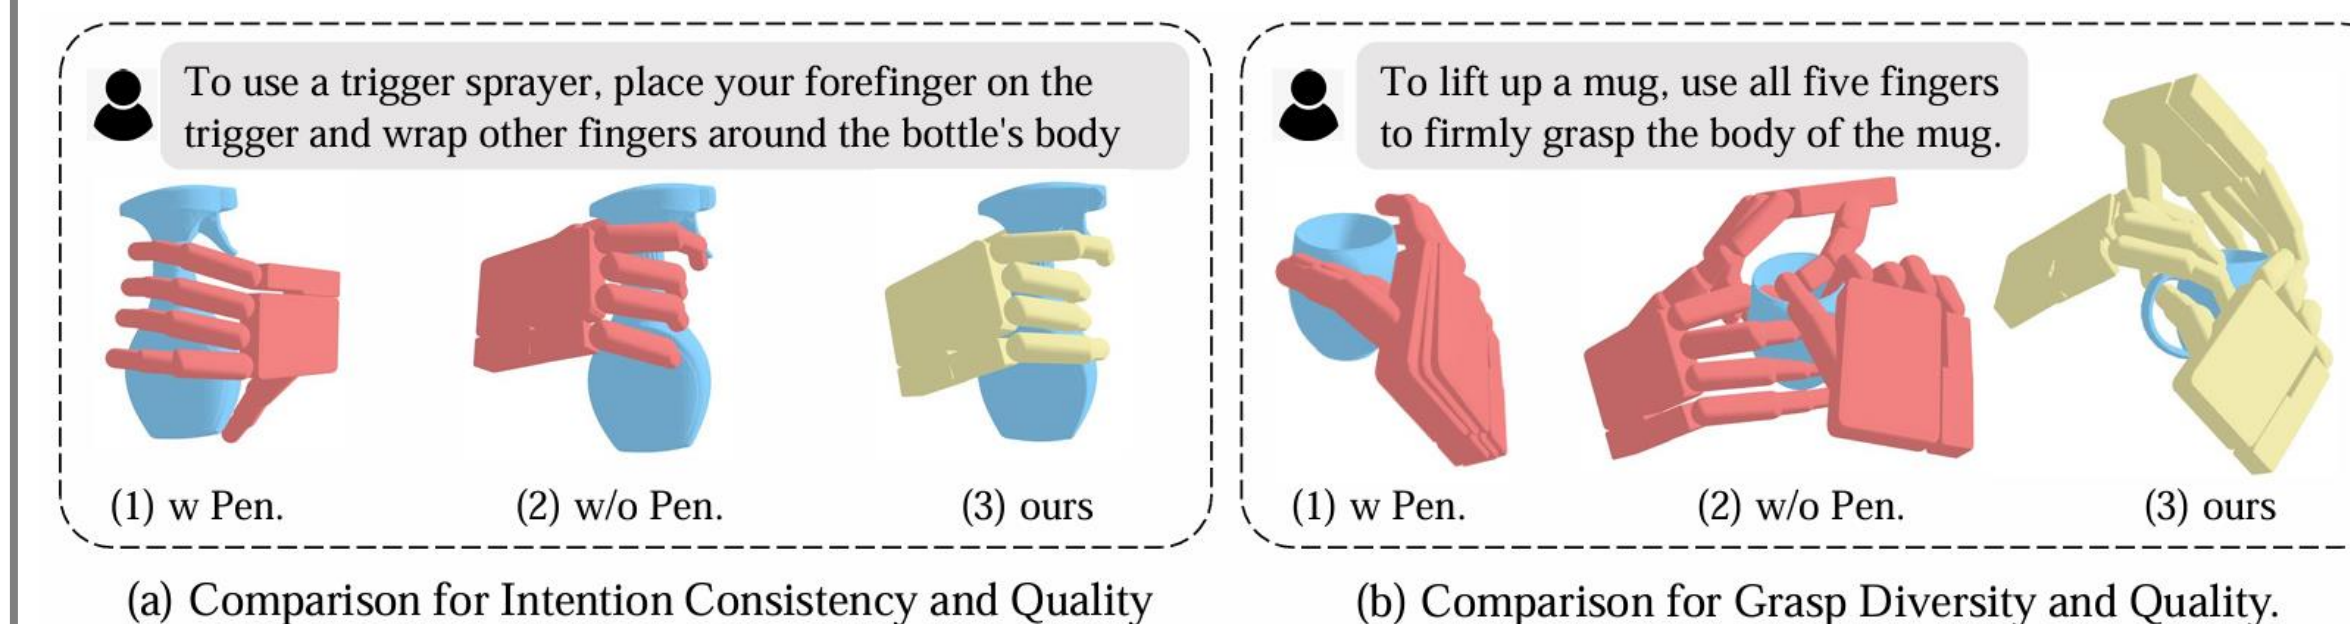 To use a trigger sprayer, place your forefinger on the
trigger and wrap other fingers around the bottle's body
(1) w Pen.
(2) w/o Pen.
(3) ours
(a) Comparison for Intention Consistency and Quality
To lift up a mug, use all five fingers
to firmly grasp the body of the mug.
(1) w Pen.
(2) w/o Pen.
(3) ours
(b) Comparison for Grasp Diversity and Quality.